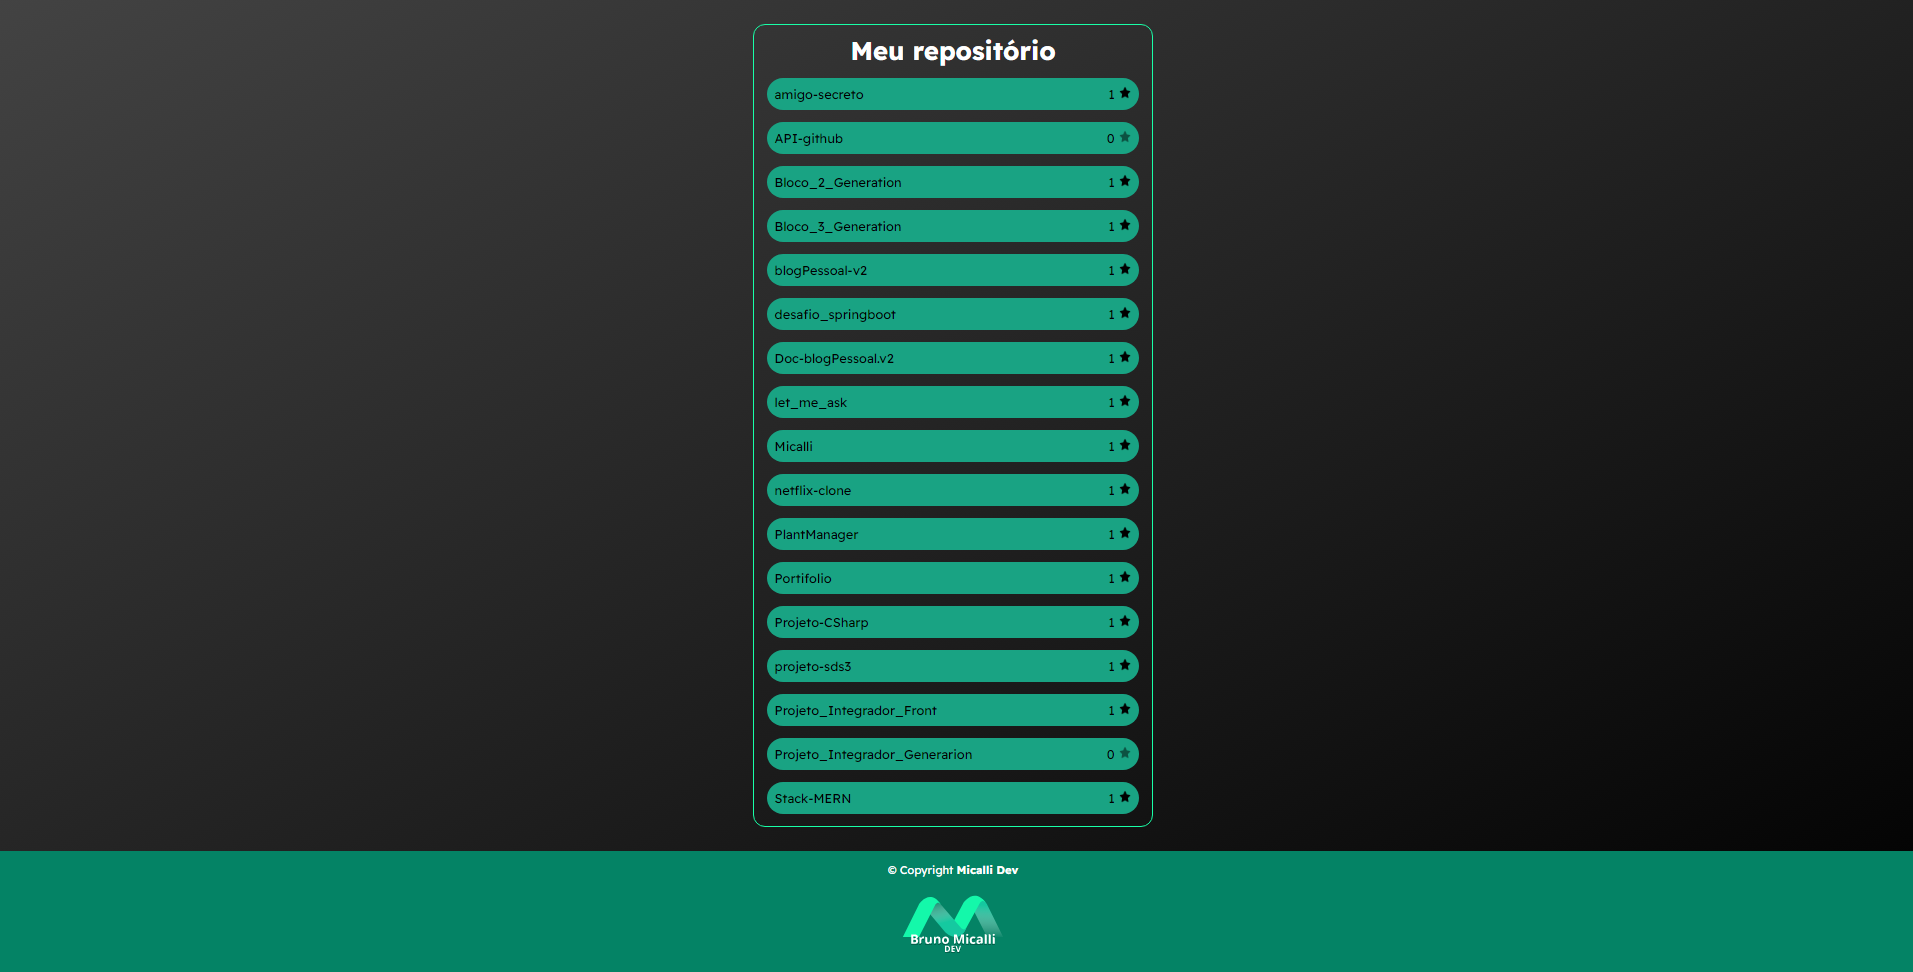 Meu repositório
amigo-secreto 1
API-github 0
Bloco_2_Generation 1
Bloco_3_Generation 1
blogPessoal-v2 1
desafio_springboot 1
Doc-blogPessoal.v2 1
let_me_ask 1
Micalli 1
netflix-clone 1
PlantManager 1
Portifolio 1
Projeto-CSharp 1
projeto-sds3 1
Projeto_Integrador_Front 1
Projeto_Integrador_Generarion 0
Stack-MERN 1
© Copyright Micalli Dev
Bruno Micalli
DEV